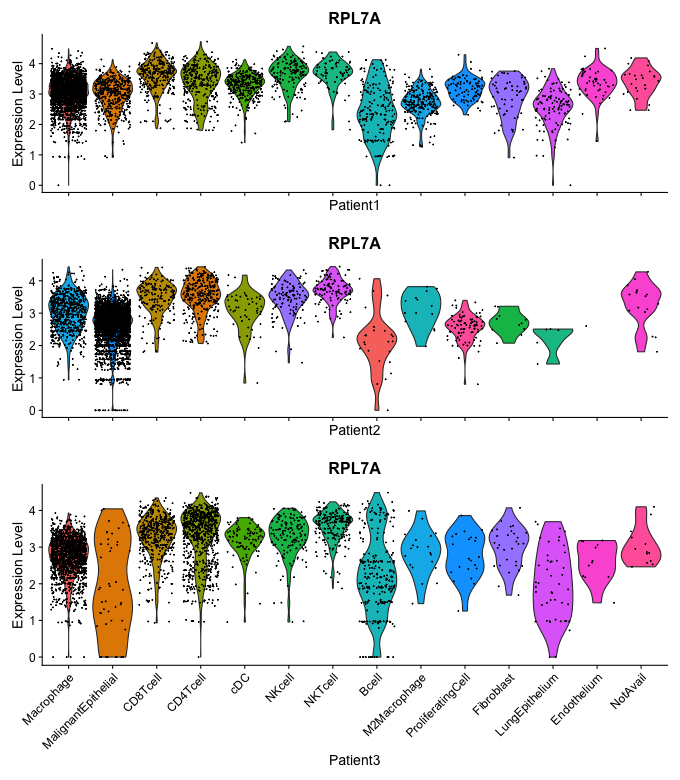 RPL7A
Expression Level
4
3
2
1
0
Patient1
RPL7A
Expression Level
4
3
2
1
0
Patient2
RPL7A
Expression Level
4
3
2
1
0
Macrophage
MalignantEpithelial
CD8Tcell
CD4Tcell
cDC
NKcell
NKTcell
Bcell
M2Macrophage
ProliferatingCell
Fibroblast
LungEpithelium
Endothelium
NotAvail
Patient3